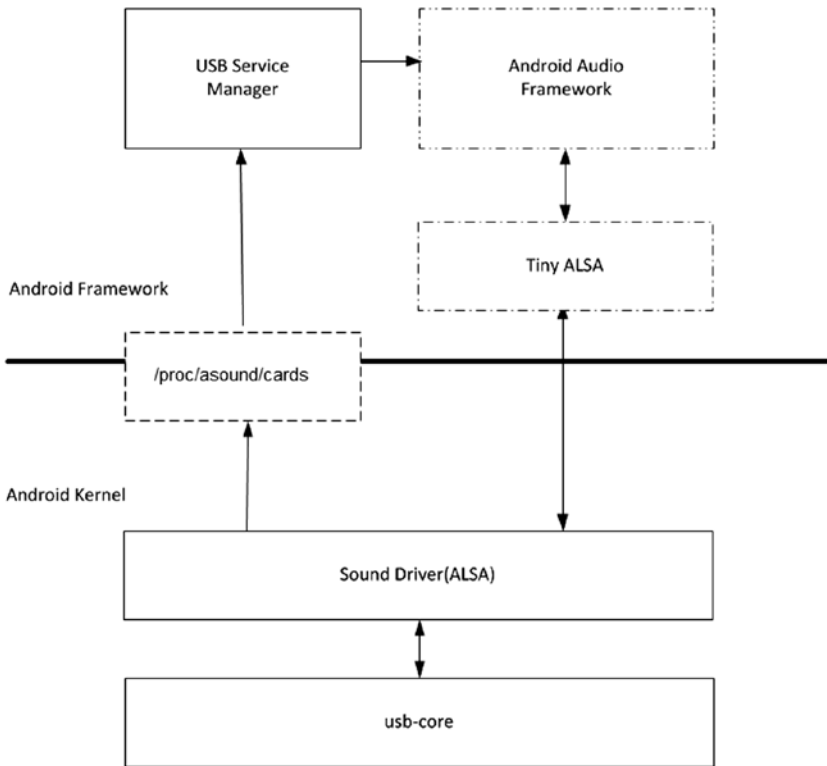 USB Service
Manager
Android Audio
Framework
Tiny ALSA
Android Framework
/proc/asound/cards
Android Kernel
Sound Driver(ALSA)
usb-core